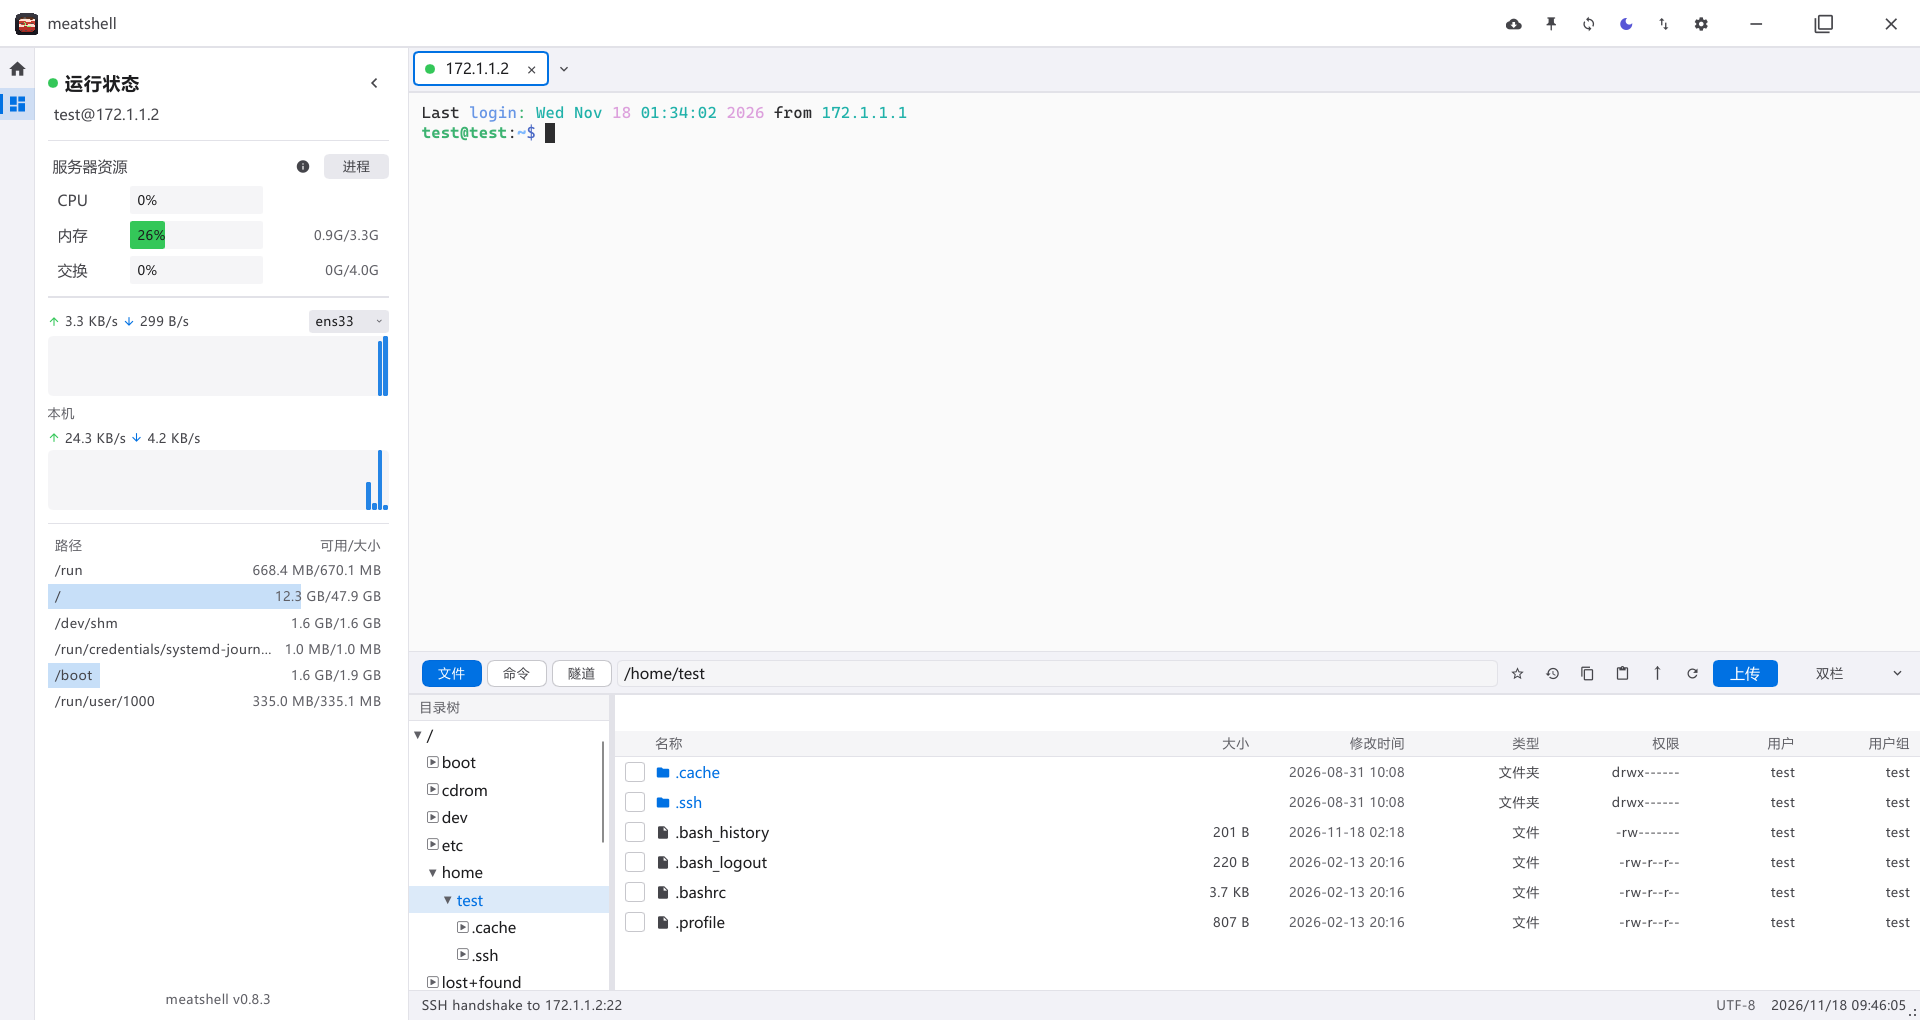 meatshell
运行状态
test@172.1.1.2
服务器资源
进程
CPU 0%
内存 26% 0.9G/3.3G
交换 0% 0G/4.0G
↑ 3.3 KB/s ↓ 299 B/s ens33
本机
↑ 24.3 KB/s ↓ 4.2 KB/s
路径 可用/大小
/run 668.4 MB/670.1 MB
/ 12.3 GB/47.9 GB
/dev/shm 1.6 GB/1.6 GB
/run/credentials/systemd-journ... 1.0 MB/1.0 MB
/boot 1.6 GB/1.9 GB
/run/user/1000 335.0 MB/335.1 MB
meatshell v0.8.3
172.1.1.2
Last login: Wed Nov 18 01:34:02 2026 from 172.1.1.1
test@test:~$
文件 命令 隧道 /home/test 上传 双栏
目录树
/
boot
cdrom
dev
etc
home
test
.cache
.ssh
lost+found
名称 大小 修改时间 类型 权限 用户 用户组
.cache 2026-08-31 10:08 文件夹 drwx------ test test
.ssh 2026-08-31 10:08 文件夹 drwx------ test test
.bash_history 201 B 2026-11-18 02:18 文件 -rw------- test test
.bash_logout 220 B 2026-02-13 20:16 文件 -rw-r--r-- test test
.bashrc 3.7 KB 2026-02-13 20:16 文件 -rw-r--r-- test test
.profile 807 B 2026-02-13 20:16 文件 -rw-r--r-- test test
SSH handshake to 172.1.1.2:22 UTF-8 2026/11/18 09:46:05